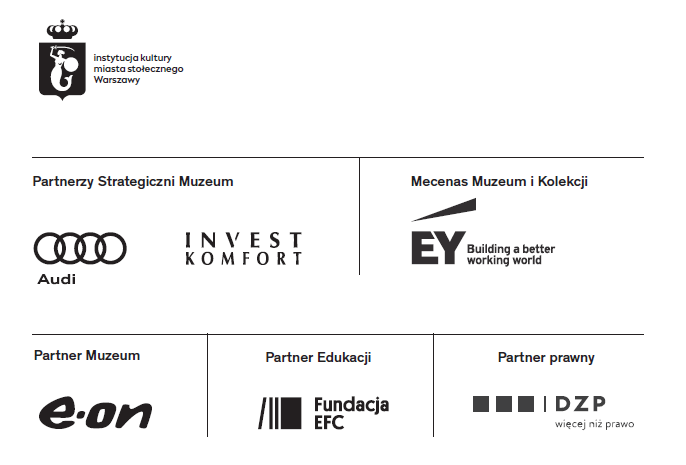 instytucja kultury
miasta stołecznego
Warszawy
Partnerzy Strategiczni Muzeum
Audi
INVEST
KOMFORT
Mecenas Muzeum i Kolekcji
EY
Building a better
working world
Partner Muzeum
e·on
Partner Edukacji
Fundacja
EFC
Partner prawny
DZP
więcej niż prawo